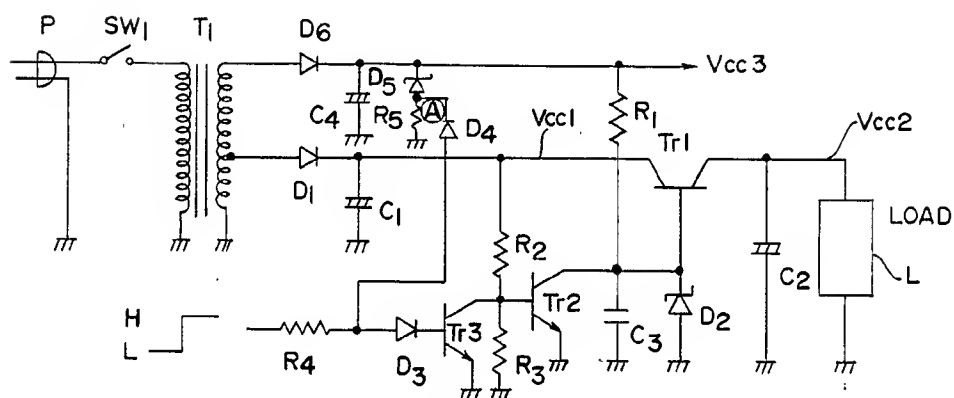 P SW1 T1 D6
D5 Vcc3
C4 R5 A D4 R1
Vcc1 Tr1 Vcc2
D1 C1
R2 LOAD
H Tr2 C2 L
L R4 D3 Tr3 R3 C3 D2